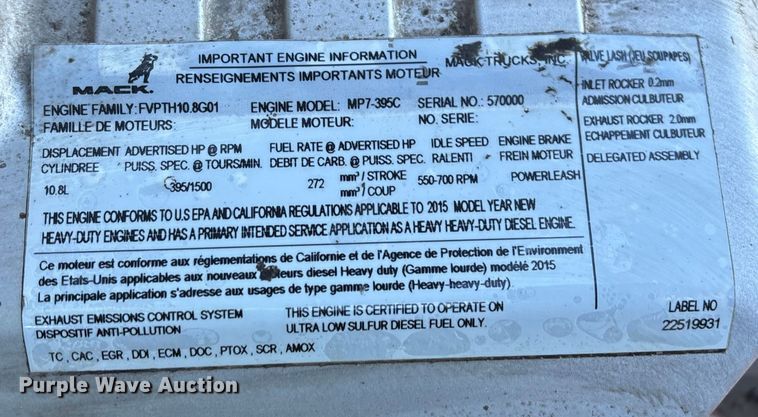 MACK
IMPORTANT ENGINE INFORMATION
RENSEIGNEMENTS IMPORTANTS MOTEUR
MACK TRUCKS, INC.
ENGINE FAMILY: FVPTH10.8G01 ENGINE MODEL: MP7-395C SERIAL NO.: 570000
FAMILLE DE MOTEURS: MODELE MOTEUR: NO. SERIE:
DISPLACEMENT ADVERTISED HP @ RPM FUEL RATE @ ADVERTISED HP IDLE SPEED ENGINE BRAKE
CYLINDREE PUISS. SPEC. @ TOURS/MIN. DEBIT DE CARB. @ PUISS. SPEC. RALENTI FREIN MOTEUR
10.8L 395/1500 272 mm³/ STROKE 550-700 RPM POWERLEASH
mm³/ COUP
THIS ENGINE CONFORMS TO U.S EPA AND CALIFORNIA REGULATIONS APPLICABLE TO 2015 MODEL YEAR NEW
HEAVY-DUTY ENGINES AND HAS A PRIMARY INTENDED SERVICE APPLICATION AS A HEAVY HEAVY-DUTY DIESEL ENGINE.
Ce moteur est conforme aux réglementations de Californie et de l'Agence de Protection de l'Environment
des Etats-Unis applicables aux nouveaux diesel Heavy duty (Gamme lourde) modélé 2015
La principale application s'adresse aux usages de type gamme lourde (Heavy-heavy-duty)
EXHAUST EMISSIONS CONTROL SYSTEM THIS ENGINE IS CERTIFIED TO OPERATE ON
DISPOSITIF ANTI-POLLUTION ULTRA LOW SULFUR DIESEL FUEL ONLY.
TC , CAC , EGR , DDI , ECM , DOC , PTOX , SCR , AMOX
VALVE LASH (JEU SOUPAPES)
INLET ROCKER 0.2mm
ADMISSION CULBUTEUR
EXHAUST ROCKER 2.0mm
ECHAPPEMENT CULBUTEUR
DELEGATED ASSEMBLY
LABEL NO
22519931
Purple Wave Auction